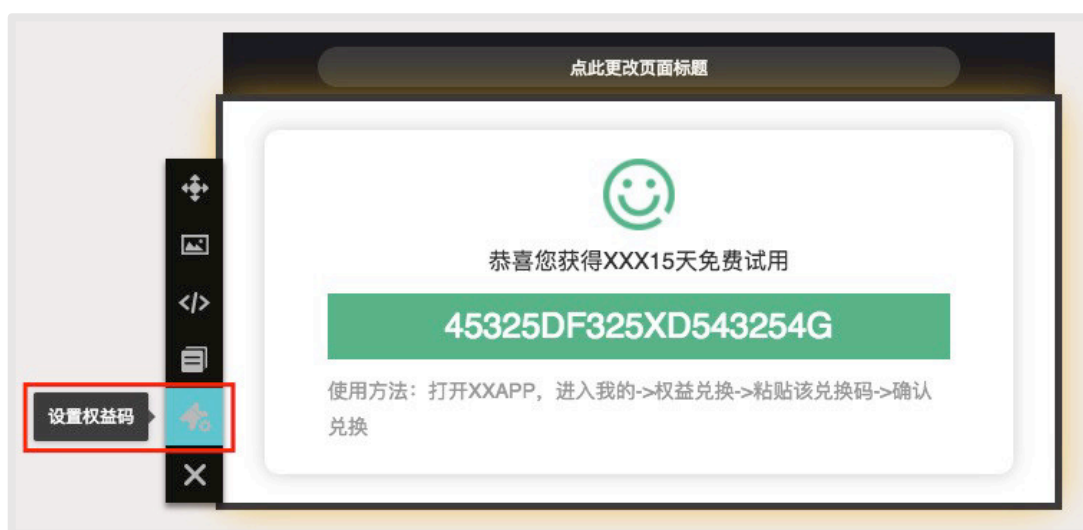 点此更改页面标题
恭喜您获得XXX15天免费试用
45325DF325XD543254G
使用方法：打开XXAPP，进入我的->权益兑换->粘贴该兑换码->确认
兑换
</>
设置权益码